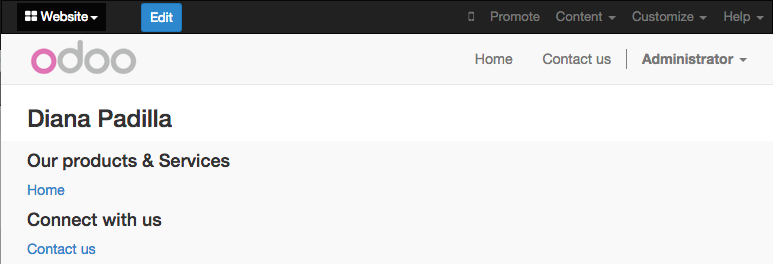 Website Edit Promote Content Customize Help
odoo Home Contact us Administrator
Diana Padilla
Our products & Services
Home
Connect with us
Contact us